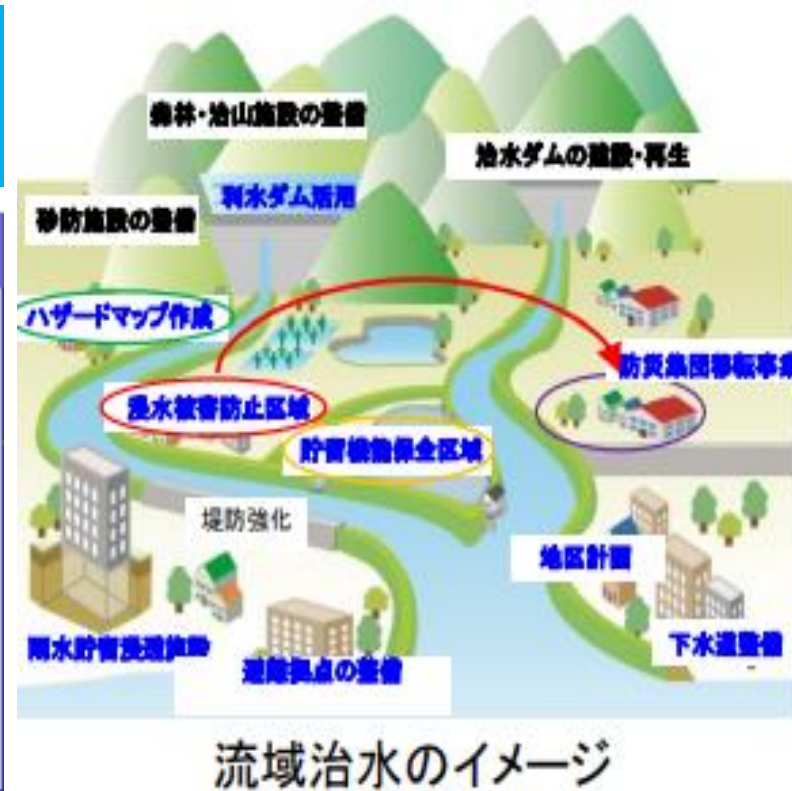 森林・治山施設の整備
治水ダムの建設・再生
利水ダム活用
砂防施設の整備
ハザードマップ作成
防災集団移転事業
浸水被害防止区域
貯留機能保全区域
堤防強化
地区計画
雨水貯留浸透施設
避難拠点の整備
下水道整備
流域治水のイメージ